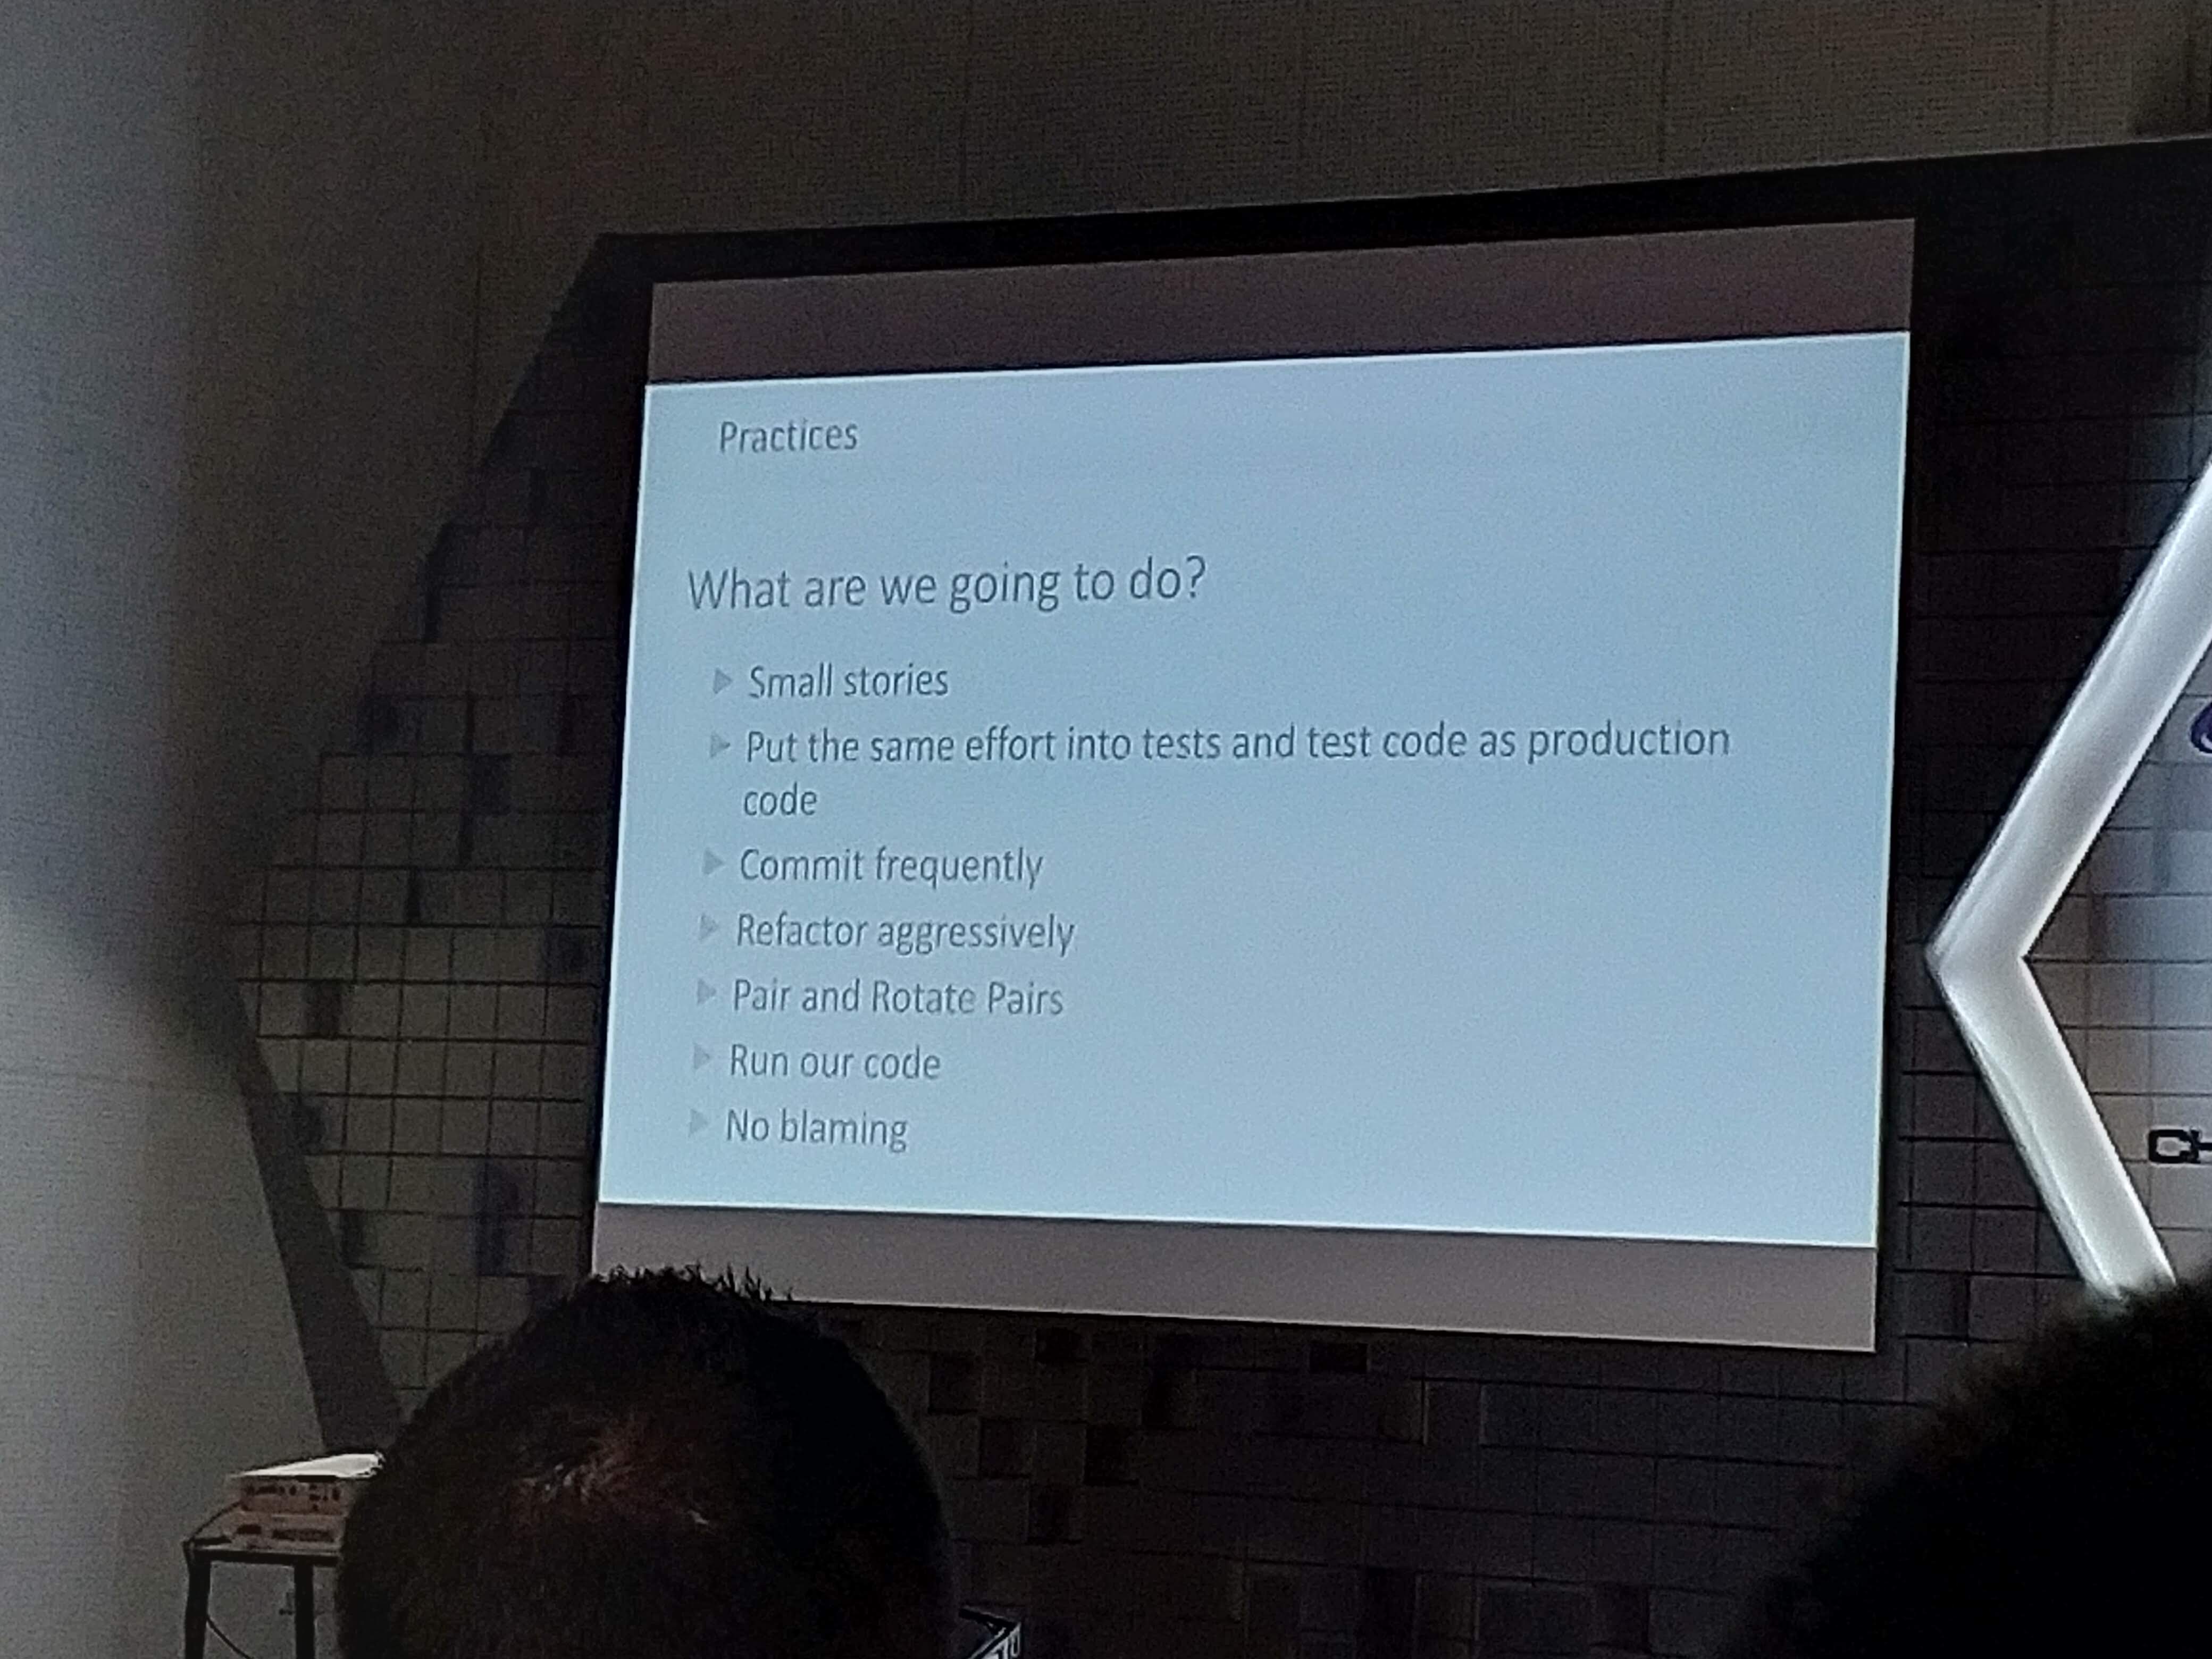 Practices
What are we going to do?
Small stories
Put the same effort into tests and test code as production
code
Commit frequently
Refactor aggressively
Pair and Rotate Pairs
Run our code
No blaming
CH